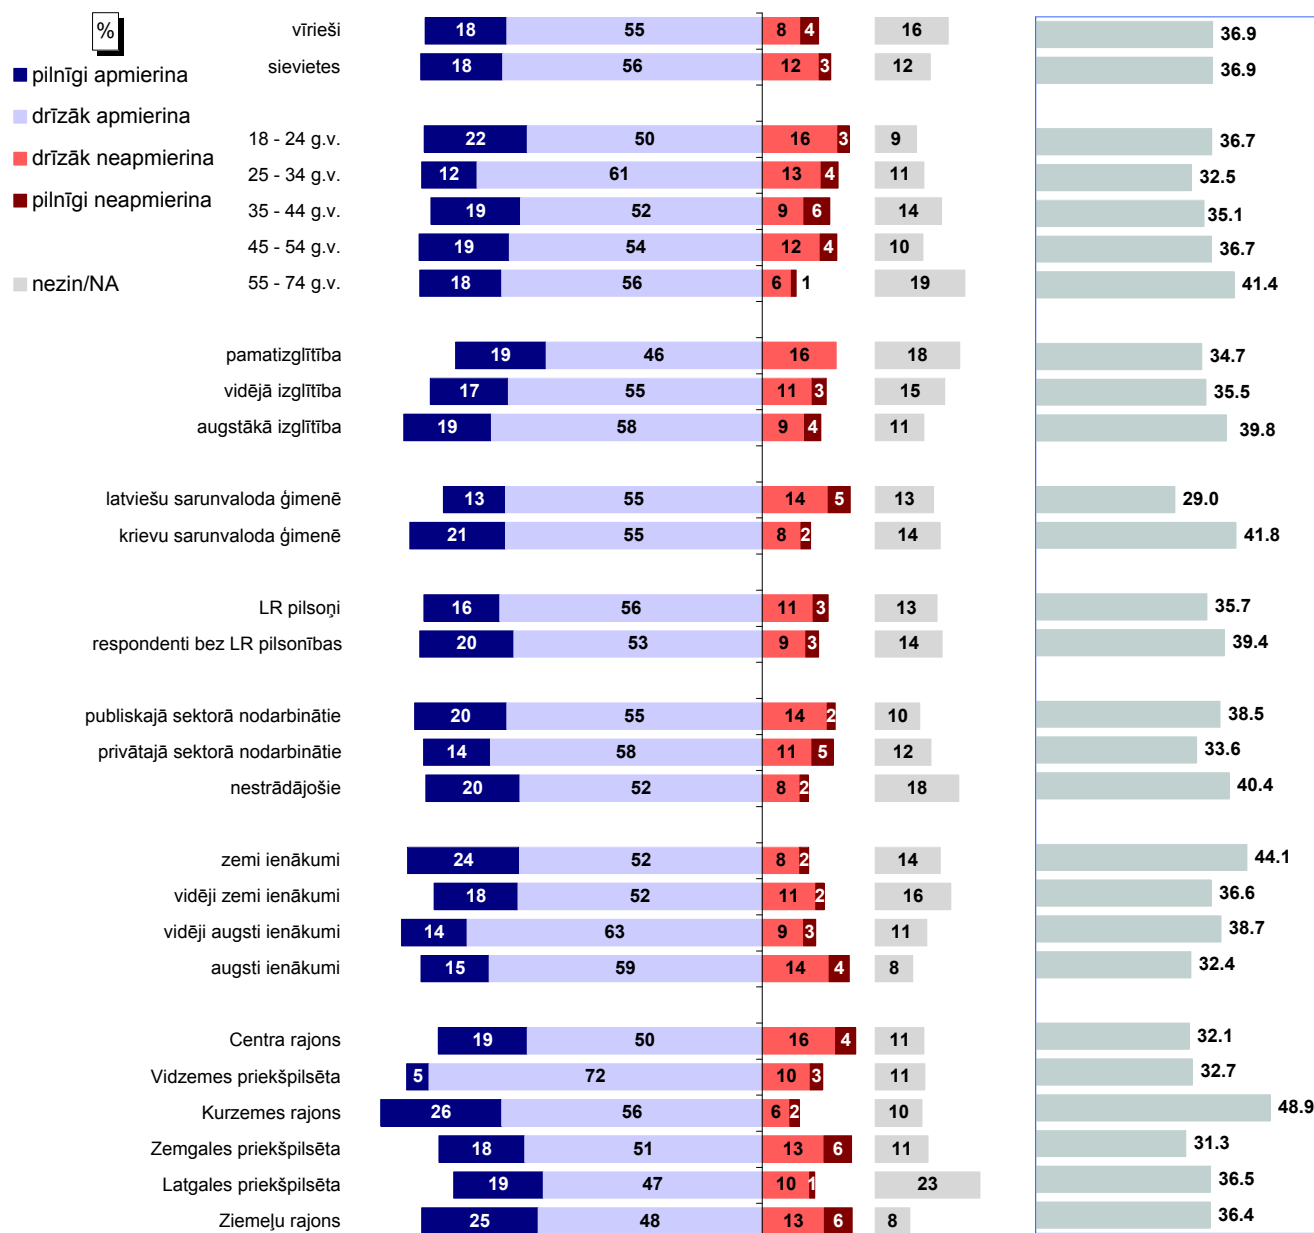 %
pilnīgi apmierina
drīzāk apmierina
drīzāk neapmierina
pilnīgi neapmierina
nezin/NA
vīrieši 18 55 8 4 16 36.9
sievietes 18 56 12 3 12 36.9
18 - 24 g.v. 22 50 16 3 9 36.7
25 - 34 g.v. 12 61 13 4 11 32.5
35 - 44 g.v. 19 52 9 6 14 35.1
45 - 54 g.v. 19 54 12 4 10 36.7
55 - 74 g.v. 18 56 6 1 19 41.4
pamatizglītība 19 46 16 18 34.7
vidējā izglītība 17 55 11 3 15 35.5
augstākā izglītība 19 58 9 4 11 39.8
latviešu sarunvaloda ģimenē 13 55 14 5 13 29.0
krievu sarunvaloda ģimenē 21 55 8 2 14 41.8
LR pilsoņi 16 56 11 3 13 35.7
respondenti bez LR pilsonības 20 53 9 3 14 39.4
publiskajā sektorā nodarbinātie 20 55 14 2 10 38.5
privātajā sektorā nodarbinātie 14 58 11 5 12 33.6
nestrādājošie 20 52 8 2 18 40.4
zemi ienākumi 24 52 8 2 14 44.1
vidēji zemi ienākumi 18 52 11 2 16 36.6
vidēji augsti ienākumi 14 63 9 3 11 38.7
augsti ienākumi 15 59 14 4 8 32.4
Centra rajons 19 50 16 4 11 32.1
Vidzemes priekšpilsēta 5 72 10 3 11 32.7
Kurzemes rajons 26 56 6 2 10 48.9
Zemgales priekšpilsēta 18 51 13 6 11 31.3
Latgales priekšpilsēta 19 47 10 1 23 36.5
Ziemeļu rajons 25 48 13 6 8 36.4